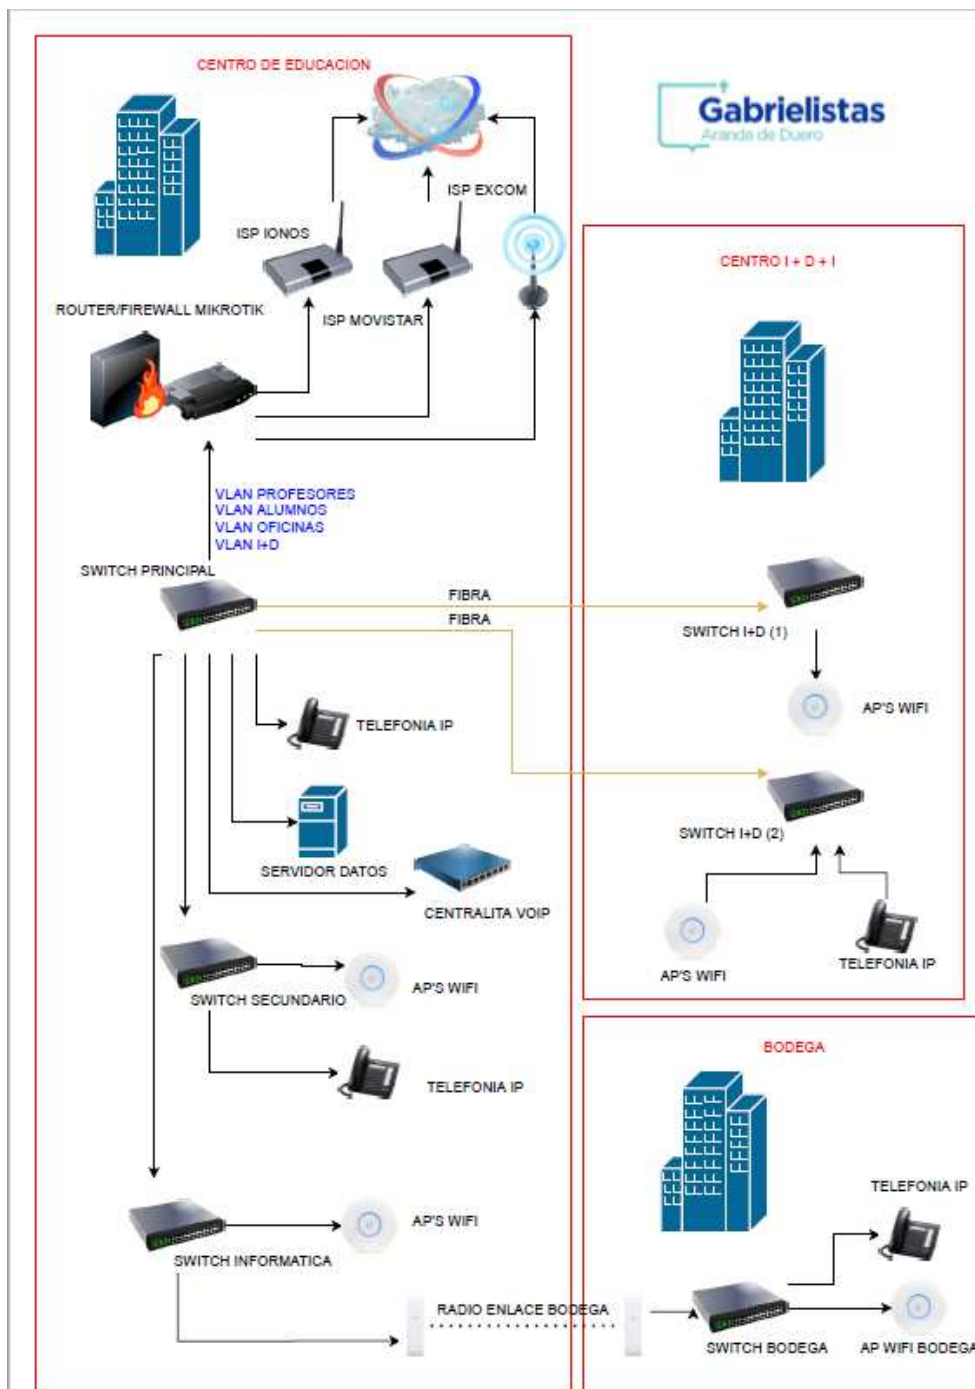 CENTRO DE EDUCACION
Gabrielistas
Aranda de Duero
ISP EXCOM
ISP IONOS
CENTRO I + D + I
ROUTER/FIREWALL MIKROTIK
ISP MOVISTAR
VLAN PROFESORES
VLAN ALUMNOS
VLAN OFICINAS
VLAN I+D
SWITCH PRINCIPAL
FIBRA
FIBRA
SWITCH I+D (1)
AP'S WIFI
TELEFONIA IP
SWITCH I+D (2)
SERVIDOR DATOS
CENTRALITA VOIP
AP'S WIFI
TELEFONIA IP
AP'S WIFI
SWITCH SECUNDARIO
BODEGA
TELEFONIA IP
TELEFONIA IP
AP'S WIFI
SWITCH INFORMATICA
RADIO ENLACE BODEGA
SWITCH BODEGA
AP WIFI BODEGA